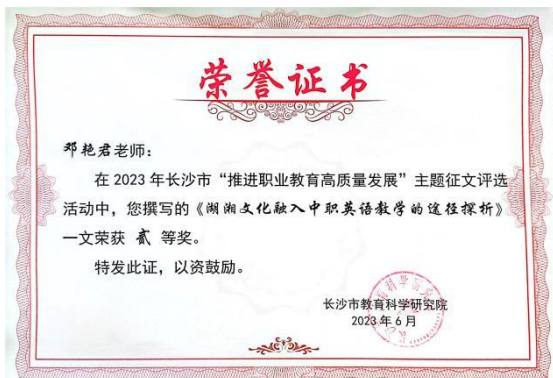 荣誉证书
邓艳君老师：
在 2023 年长沙市“推进职业教育高质量发展”主题征文评选
活动中，您撰写的《湖湘文化融入中职英语教学的途径探析》
一文荣获 贰 等奖。
特发此证，以资鼓励。
长沙市教育科学研究院
2023 年 6 月